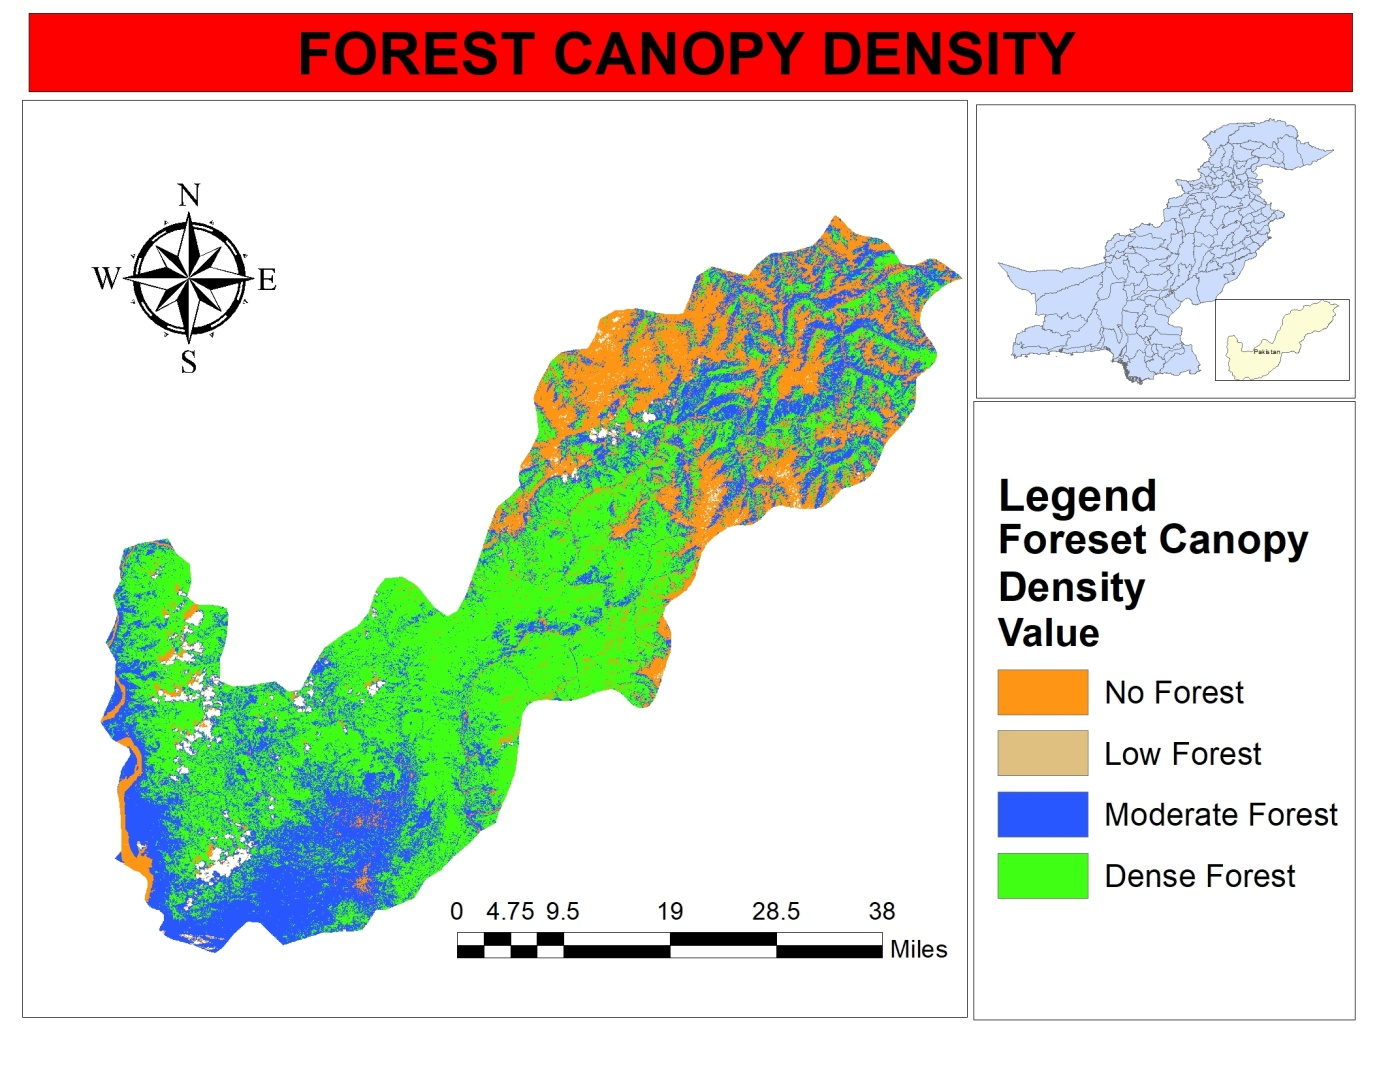 FOREST CANOPY DENSITY
N
W
E
S
Pakistan
Legend
Foreset Canopy
Density
Value
No Forest
Low Forest
Moderate Forest
Dense Forest
0 4.75 9.5 19 28.5 38
Miles